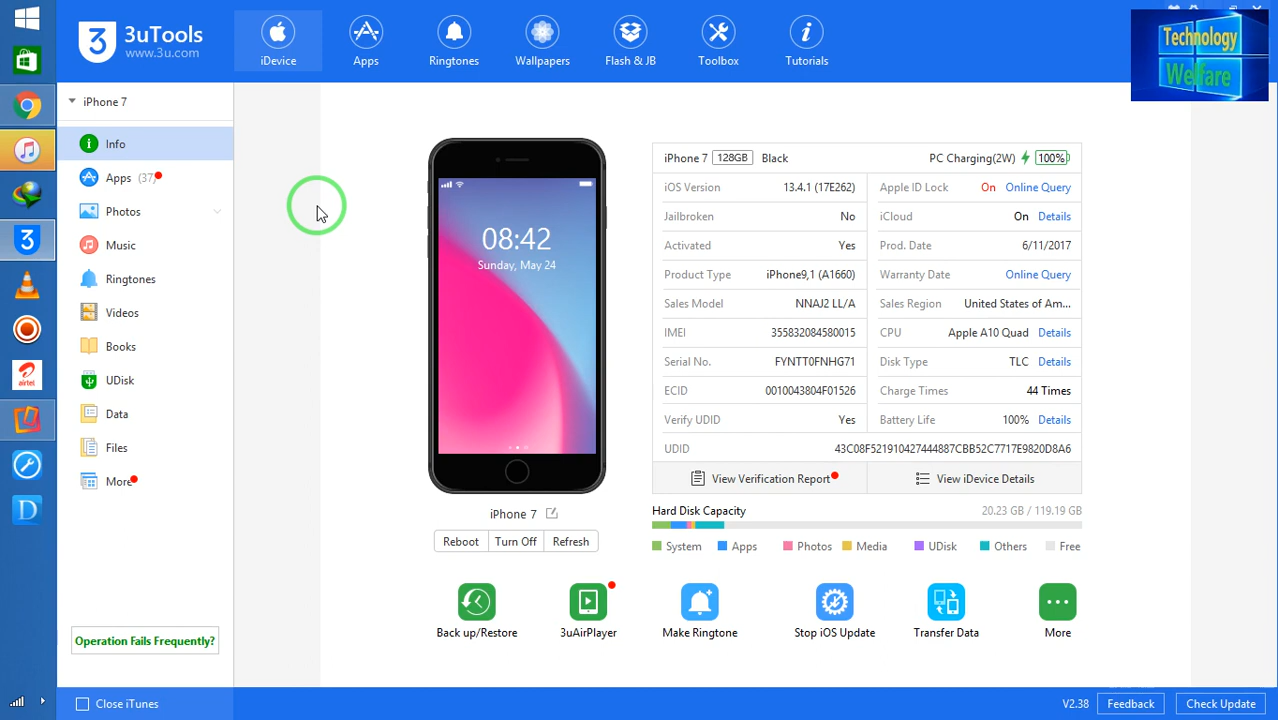 3 3uTools
www.3u.com
iDevice
Apps
Ringtones
Wallpapers
Flash & JB
Toolbox
Tutorials
Technology
Welfare
iPhone 7
Info
Apps (37)
Photos
Music
Ringtones
Videos
Books
UDisk
Data
Files
More
Operation Fails Frequently?
Close iTunes
airtel
3
D
08:42
Sunday, May 24
iPhone 7
Reboot Turn Off Refresh
iPhone 7 128GB Black PC Charging(2W) 100%
iOS Version 13.4.1 (17E262) Apple ID Lock On Online Query
Jailbroken No iCloud On Details
Activated Yes Prod. Date 6/11/2017
Product Type iPhone9,1 (A1660) Warranty Date Online Query
Sales Model NNAJ2 LL/A Sales Region United States of Am...
IMEI 355832084580015 CPU Apple A10 Quad Details
Serial No. FYNTT0FNHG71 Disk Type TLC Details
ECID 0010043804F01526 Charge Times 44 Times
Verify UDID Yes Battery Life 100% Details
UDID 43C08F521910427444887CBB52C7717E9820D8A6
View Verification Report View iDevice Details
Hard Disk Capacity 20.23 GB / 119.19 GB
System Apps Photos Media UDisk Others Free
Back up/Restore
3uAirPlayer
Make Ringtone
Stop iOS Update
Transfer Data
More
V2.38 Feedback Check Update